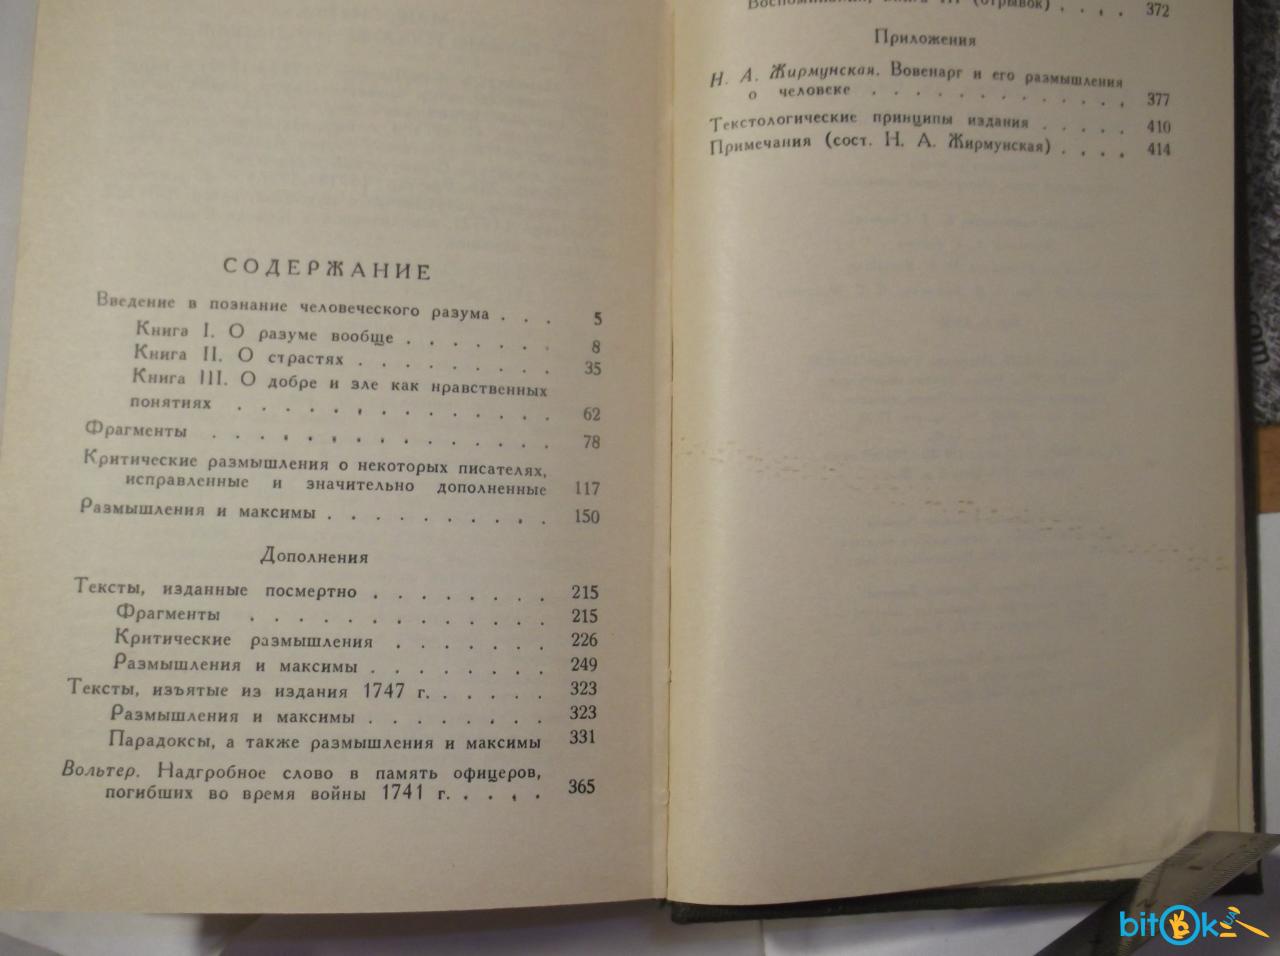 СОДЕРЖАНИЕ
Введение в познание человеческого разума . . . 5
Книга I. О разуме вообще . . . . . . . 8
Книга II. О страстях . . . . . . . . . 35
Книга III. О добре и зле как нравственных
понятиях . . . . . . . . . . . . . 62
Фрагменты . . . . . . . . . . . . . . 78
Критические размышления о некоторых писателях,
исправленные и значительно дополненные 117
Размышления и максимы . . . . . . . . . . 150
Дополнения
Тексты, изданные посмертно . . . . . . . . 215
Фрагменты . . . . . . . . . . . . . 215
Критические размышления . . . . . . . 226
Размышления и максимы . . . . . . . . 249
Тексты, изъятые из издания 1747 г. . . . . . 323
Размышления и максимы . . . . . . . . 323
Парадоксы, а также размышления и максимы 331
Вольтер. Надгробное слово в память офицеров,
погибших во время войны 1741 г. . . . . 365
(отрывок) . . . . 372
Приложения
Н. А. Жирмунская. Вовенарг и его размышления
о человеке . . . . . . . . . . . . . 377
Текстологические принципы издания . . . . . 410
Примечания (сост. Н. А. Жирмунская) . . . . 414
bitOk
UA